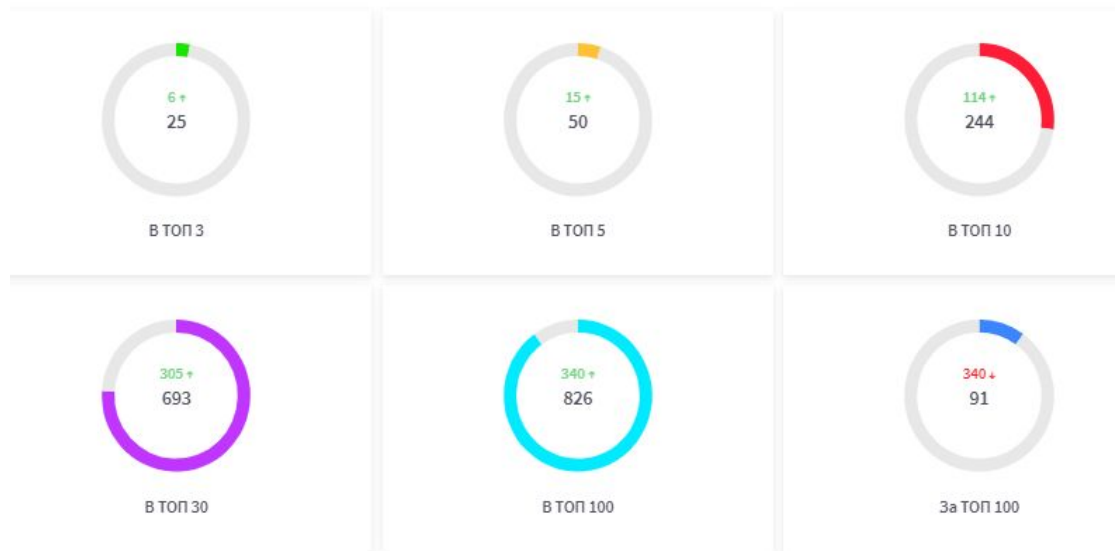 6 ↑
25
В ТОП 3
15 ↑
50
В ТОП 5
114 ↑
244
В ТОП 10
305 ↑
693
В ТОП 30
340 ↑
826
В ТОП 100
340 ↓
91
За ТОП 100